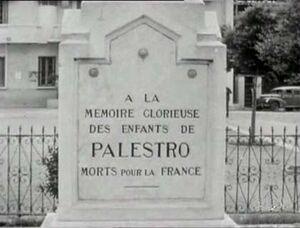 A LA
MEMOIRE GLORIEUSE
DES ENFANTS DE
PALESTRO
MORTS POUR LA FRANCE